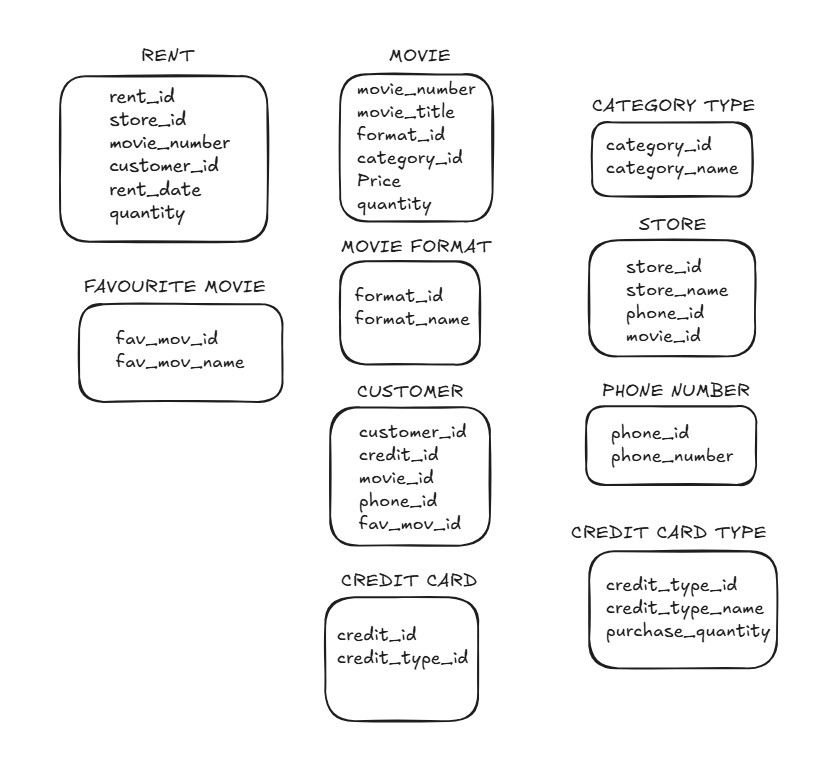 RENT
rent_id
store_id
movie_number
customer_id
rent_date
quantity
FAVOURITE MOVIE
fav_mov_id
fav_mov_name
MOVIE
movie_number
movie_title
format_id
category_id
Price
quantity
MOVIE FORMAT
format_id
format_name
CUSTOMER
customer_id
credit_id
movie_id
phone_id
fav_mov_id
CREDIT CARD
credit_id
credit_type_id
CATEGORY TYPE
category_id
category_name
STORE
store_id
store_name
phone_id
movie_id
PHONE NUMBER
phone_id
phone_number
CREDIT CARD TYPE
credit_type_id
credit_type_name
purchase_quantity